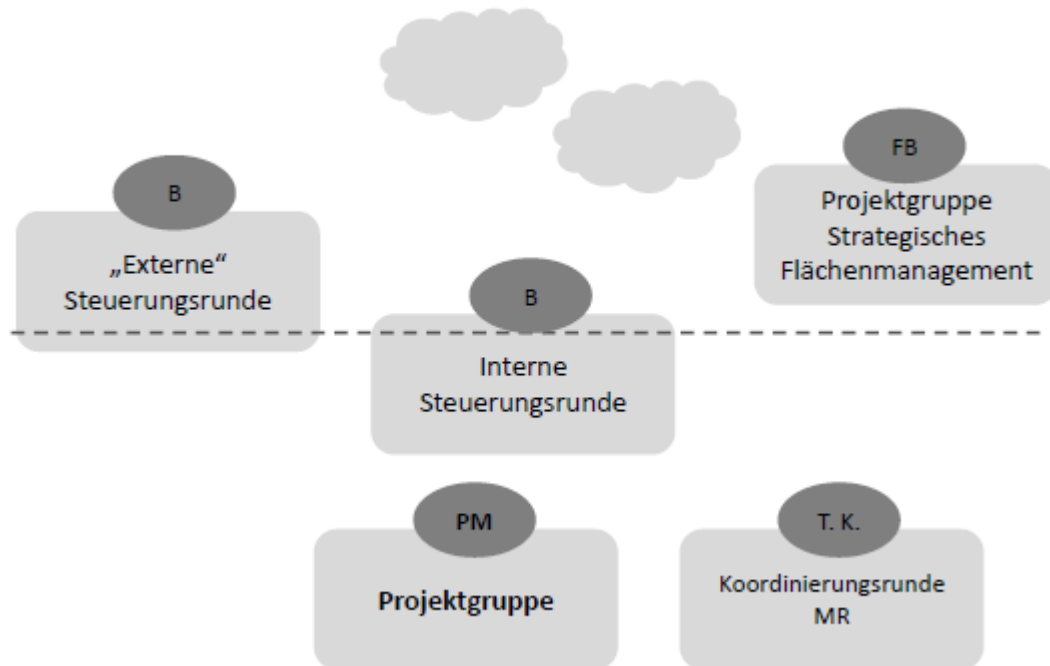 FB
Projektgruppe
Strategisches
Flächenmanagement
B
„Externe“
Steuerungsrunde
B
Interne
Steuerungsrunde
PM
Projektgruppe
T. K.
Koordinierungsrunde
MR